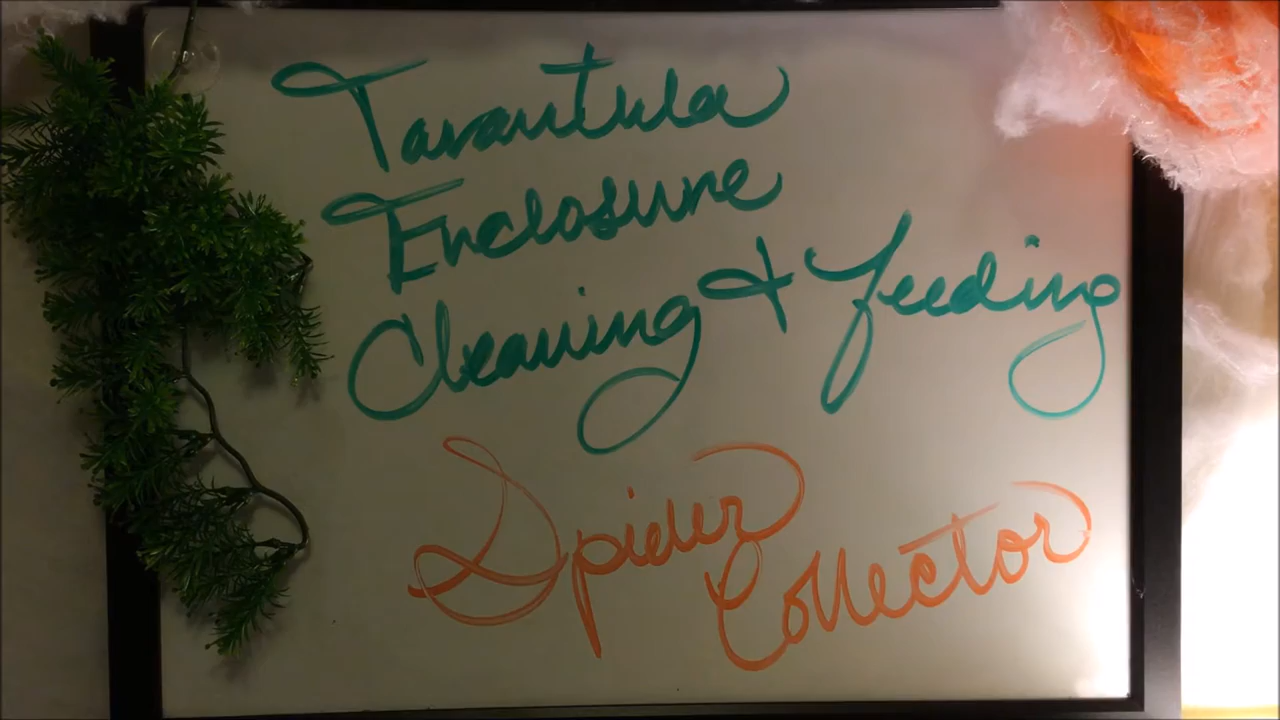 Tarantula
Enclosure
Cleaning & feeding
Spider
Collector